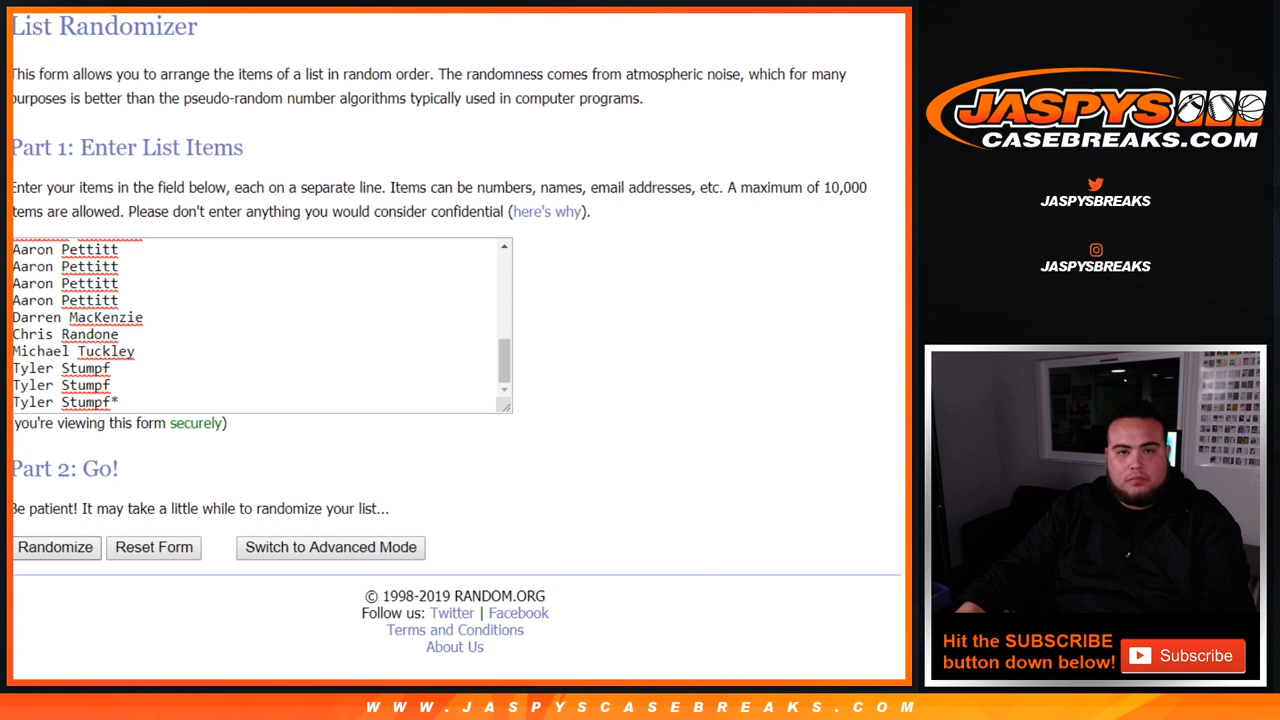 List Randomizer
This form allows you to arrange the items of a list in random order. The randomness comes from atmospheric noise, which for many
purposes is better than the pseudo-random number algorithms typically used in computer programs.
Part 1: Enter List Items
Enter your items in the field below, each on a separate line. Items can be numbers, names, email addresses, etc. A maximum of 10,000
items are allowed. Please don't enter anything you would consider confidential (here's why).
Aaron Pettitt
Aaron Pettitt
Aaron Pettitt
Aaron Pettitt
Darren MacKenzie
Chris Randone
Michael Tuckley
Tyler Stumpf
Tyler Stumpf
Tyler Stumpf*
you're viewing this form securely)
Part 2: Go!
Be patient! It may take a little while to randomize your list...
Randomize
Reset Form
Switch to Advanced Mode
© 1998-2019 RANDOM.ORG
Follow us: Twitter | Facebook
Terms and Conditions
About Us
JASPYS
CASEBREAKS.COM
JASPYSBREAKS
JASPYSBREAKS
Hit the SUBSCRIBE
button down below!
Subscribe
WWW.JASPYSCASEBREAKS.COM